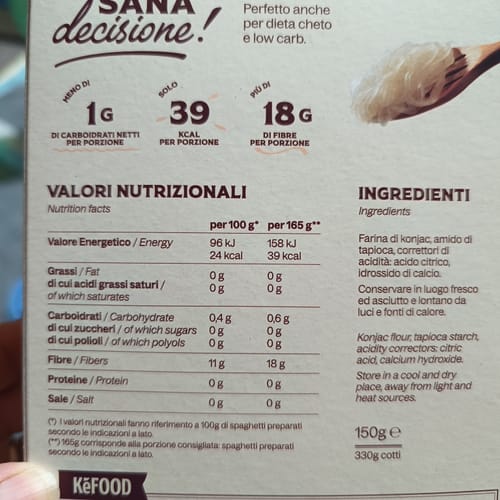 SANA
decisione!
Perfetto anche
per dieta cheto
e low carb.
MENO DI
1G
DI CARBOIDRATI NETTI
PER PORZIONE
SOLO
39
KCAL
PER PORZIONE
PIÙ DI
18G
DI FIBRE
PER PORZIONE
VALORI NUTRIZIONALI
Nutrition facts
per 100 g* per 165 g**
Valore Energetico / Energy 96 kJ 158 kJ
24 kcal 39 kcal
Grassi / Fat 0 g 0 g
di cui acidi grassi saturi / 0 g 0 g
of which saturates
Carboidrati / Carbohydrate 0,4 g 0,6 g
di cui zuccheri / of which sugars 0 g 0 g
di cui polioli / of which polyols 0 g 0 g
Fibre / Fibers 11 g 18 g
Proteine / Protein 0 g 0 g
Sale / Salt 0 g 0 g
(*) I valori nutrizionali fanno riferimento a 100g di spaghetti preparati
secondo le indicazioni a lato.
(**) 165g corrisponde alla porzione consigliata: spaghetti preparati
secondo le indicazioni a lato.
INGREDIENTI
Ingredients
Farina di konjac, amido di
tapioca, correttori di
acidità: acido citrico,
idrossido di calcio.
Conservare in luogo fresco
ed asciutto e lontano da
luci e fonti di calore.
Konjac flour, tapioca starch,
acidity correctors: citric
acid, calcium hydroxide.
Store in a cool and dry
place, away from light and
heat sources.
150g e
330g cotti
KēFOOD